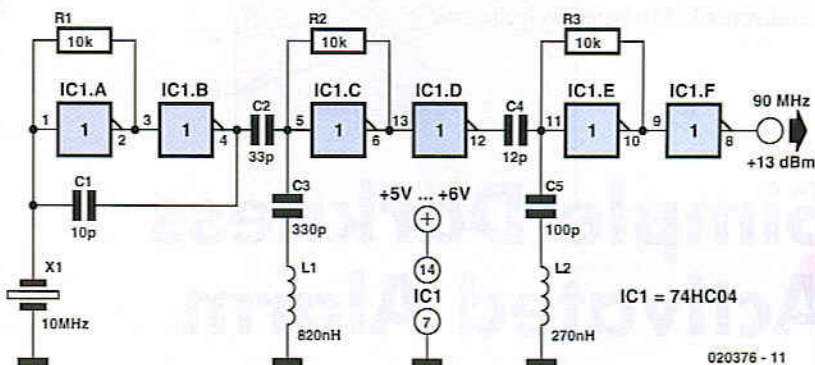 R1
10k
R2
10k
R3
10k
IC1.A
IC1.B
IC1.C
IC1.D
IC1.E
IC1.F
1
1
2
3
1
4
C2
33p
5
1
6
13
1
12
C4
12p
11
1
10
9
1
8
90 MHz
+13 dBm
C1
10p
C3
330p
+5V ... +6V
+
14
IC1
7
C5
100p
X1
10MHz
L1
820nH
L2
270nH
IC1 = 74HC04
020376 - 11